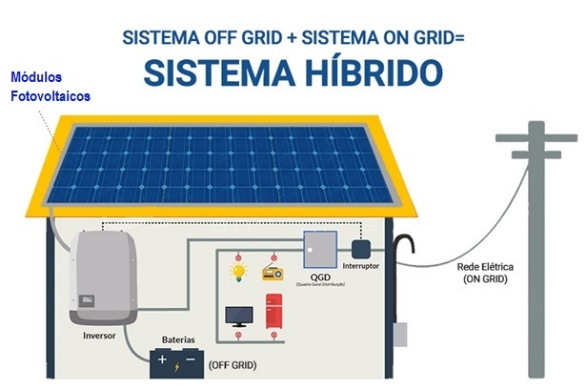 SISTEMA OFF GRID + SISTEMA ON GRID=
SISTEMA HÍBRIDO
Módulos
Fotovoltaicos
QGD
(Quadro Geral Distribuição)
Interruptor
Rede Elétrica
(ON GRID)
Inversor
Baterias
(OFF GRID)